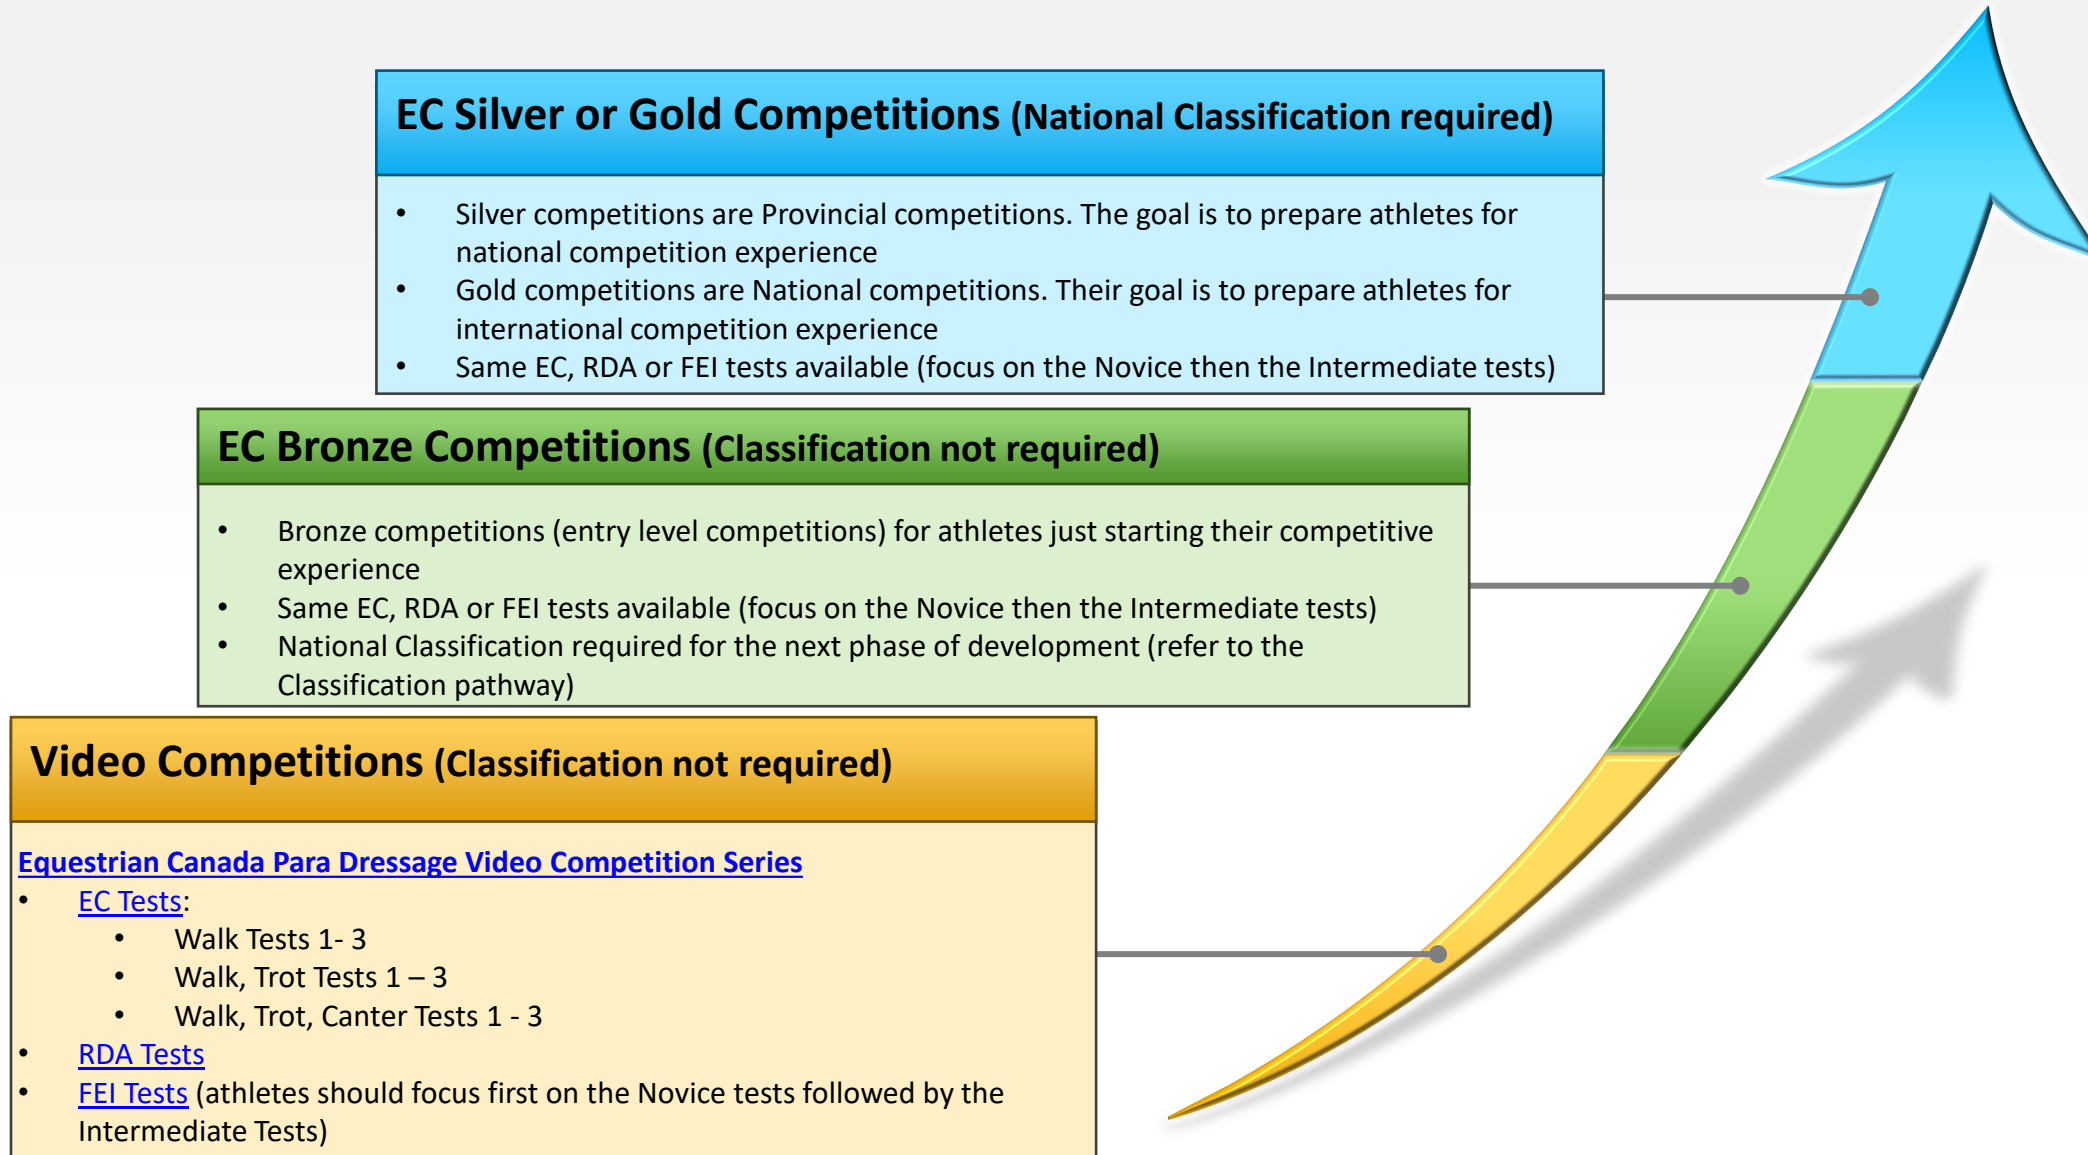 EC Silver or Gold Competitions (National Classification required)
• Silver competitions are Provincial competitions. The goal is to prepare athletes for
national competition experience
• Gold competitions are National competitions. Their goal is to prepare athletes for
international competition experience
• Same EC, RDA or FEI tests available (focus on the Novice then the Intermediate tests)
EC Bronze Competitions (Classification not required)
• Bronze competitions (entry level competitions) for athletes just starting their competitive
experience
• Same EC, RDA or FEI tests available (focus on the Novice then the Intermediate tests)
• National Classification required for the next phase of development (refer to the
Classification pathway)
Video Competitions (Classification not required)
Equestrian Canada Para Dressage Video Competition Series
• EC Tests:
• Walk Tests 1- 3
• Walk, Trot Tests 1 – 3
• Walk, Trot, Canter Tests 1 - 3
• RDA Tests
• FEI Tests (athletes should focus first on the Novice tests followed by the
Intermediate Tests)